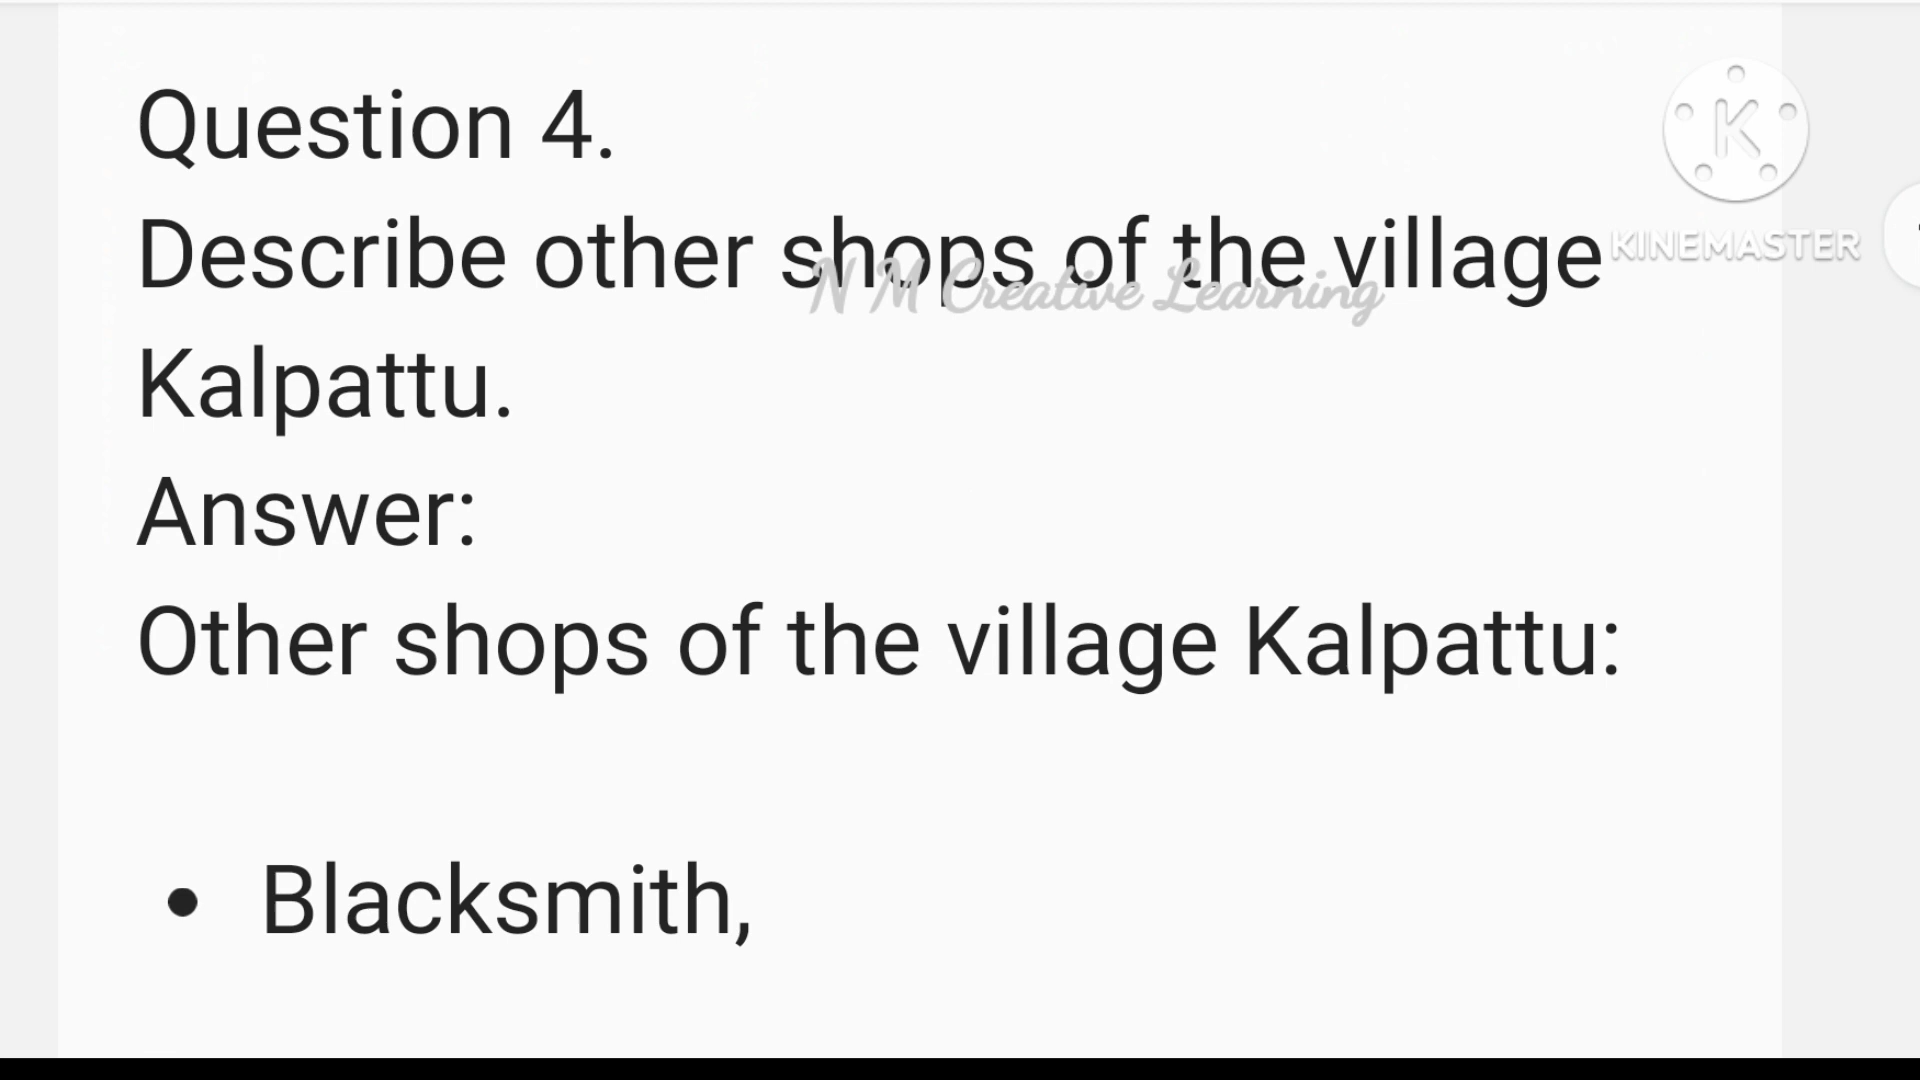 Question 4.
Describe other shops of the village
Kalpattu.
Answer:
Other shops of the village Kalpattu:
• Blacksmith,
N M Creative Learning
K
KINEMASTER